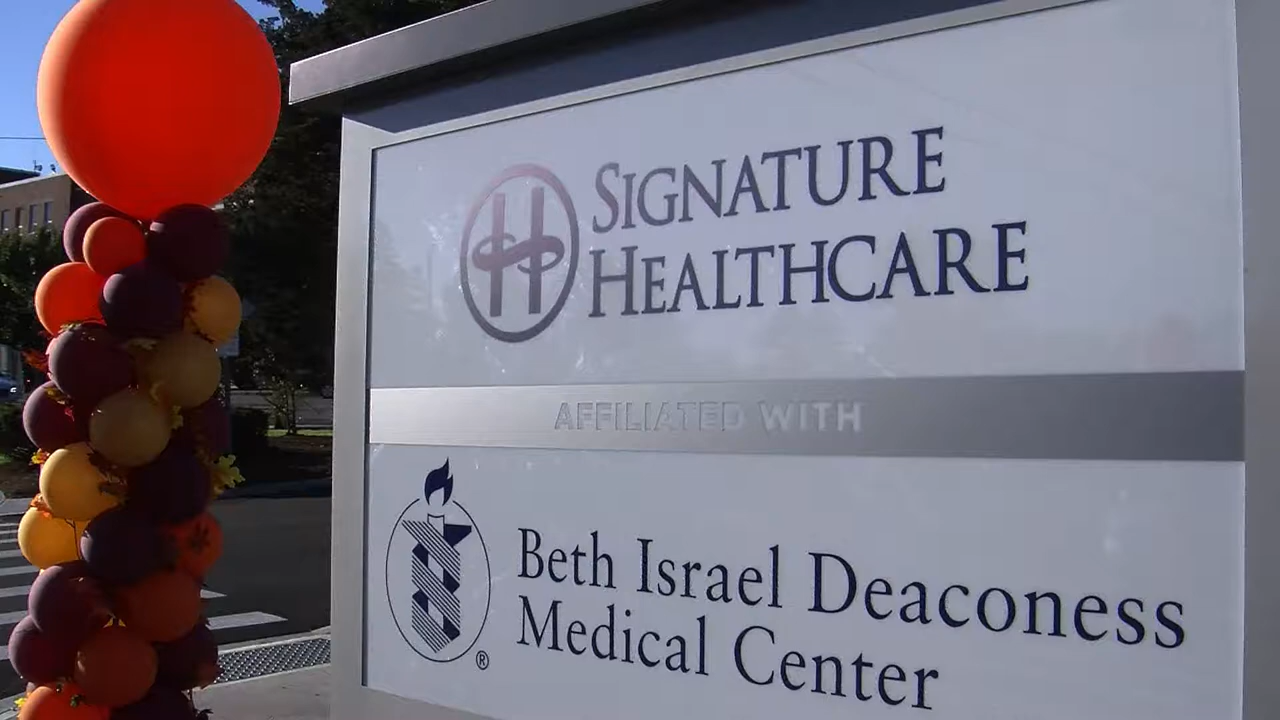 SIGNATURE
HEALTHCARE
AFFILIATED WITH
Beth Israel Deaconess
Medical Center
®